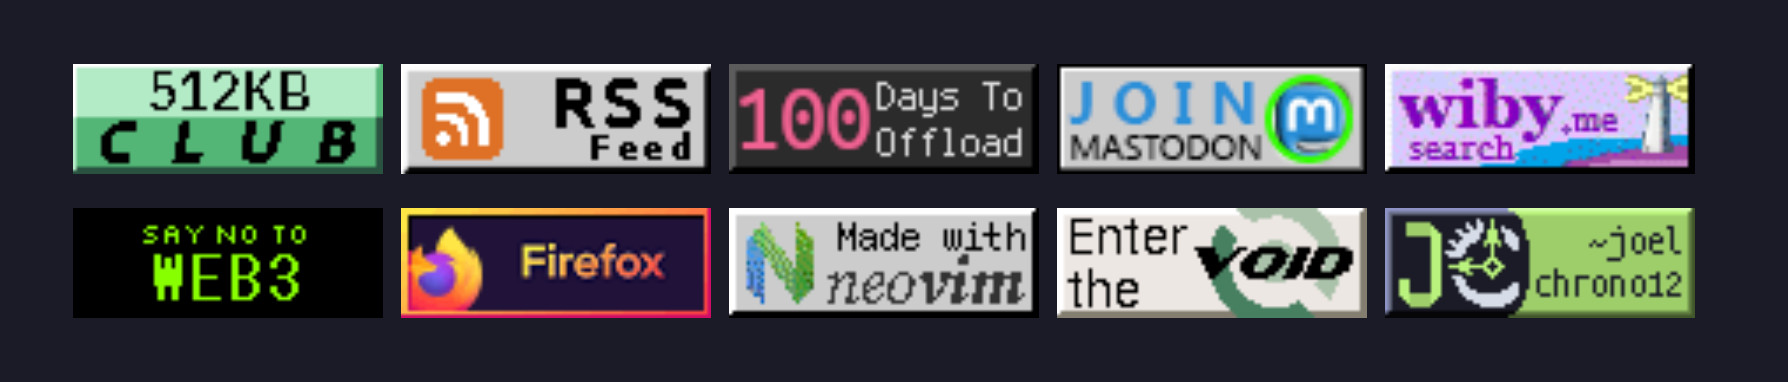 512KB
CLUB
RSS
Feed
100 Days To
Offload
JOIN
MASTODON
wiby.me
search
SAY NO TO
WEB3
Firefox
Made with
neovim
Enter
the VOID
~joel
chrono12